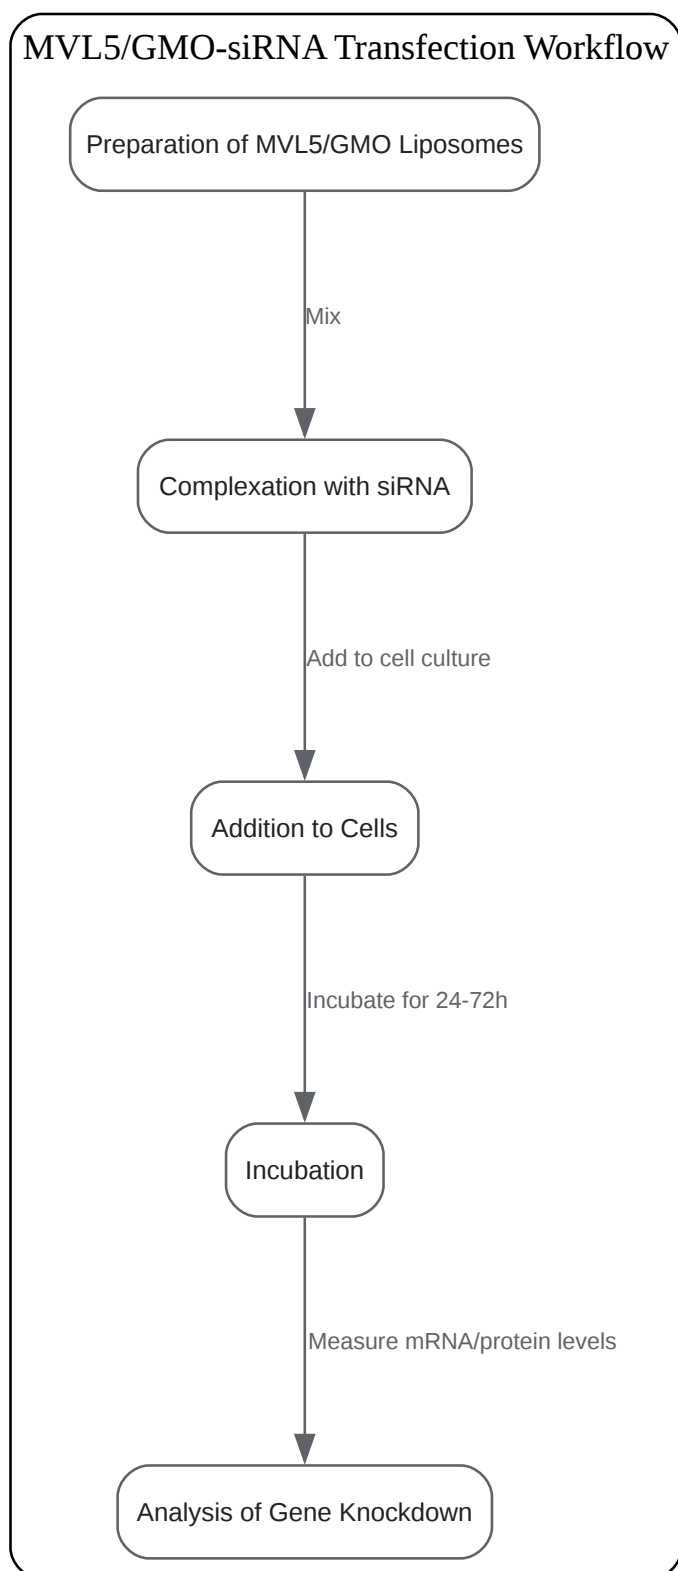 MVL5/GMO-siRNA Transfection Workflow
Preparation of MVL5/GMO Liposomes
Mix
Complexation with siRNA
Add to cell culture
Addition to Cells
Incubate for 24-72h
Incubation
Measure mRNA/protein levels
Analysis of Gene Knockdown